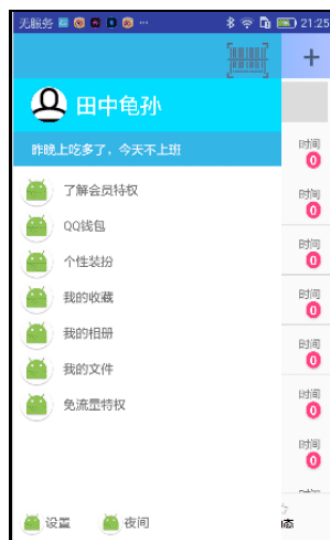 无服务 21:25
+
田中龟孙
昨晚上吃多了，今天不上班
了解会员特权
QQ钱包
个性装扮
我的收藏
我的相册
我的文件
免流量特权
设置 夜间
时间
0
时间
0
时间
0
时间
0
时间
0
时间
0
时间
0
态